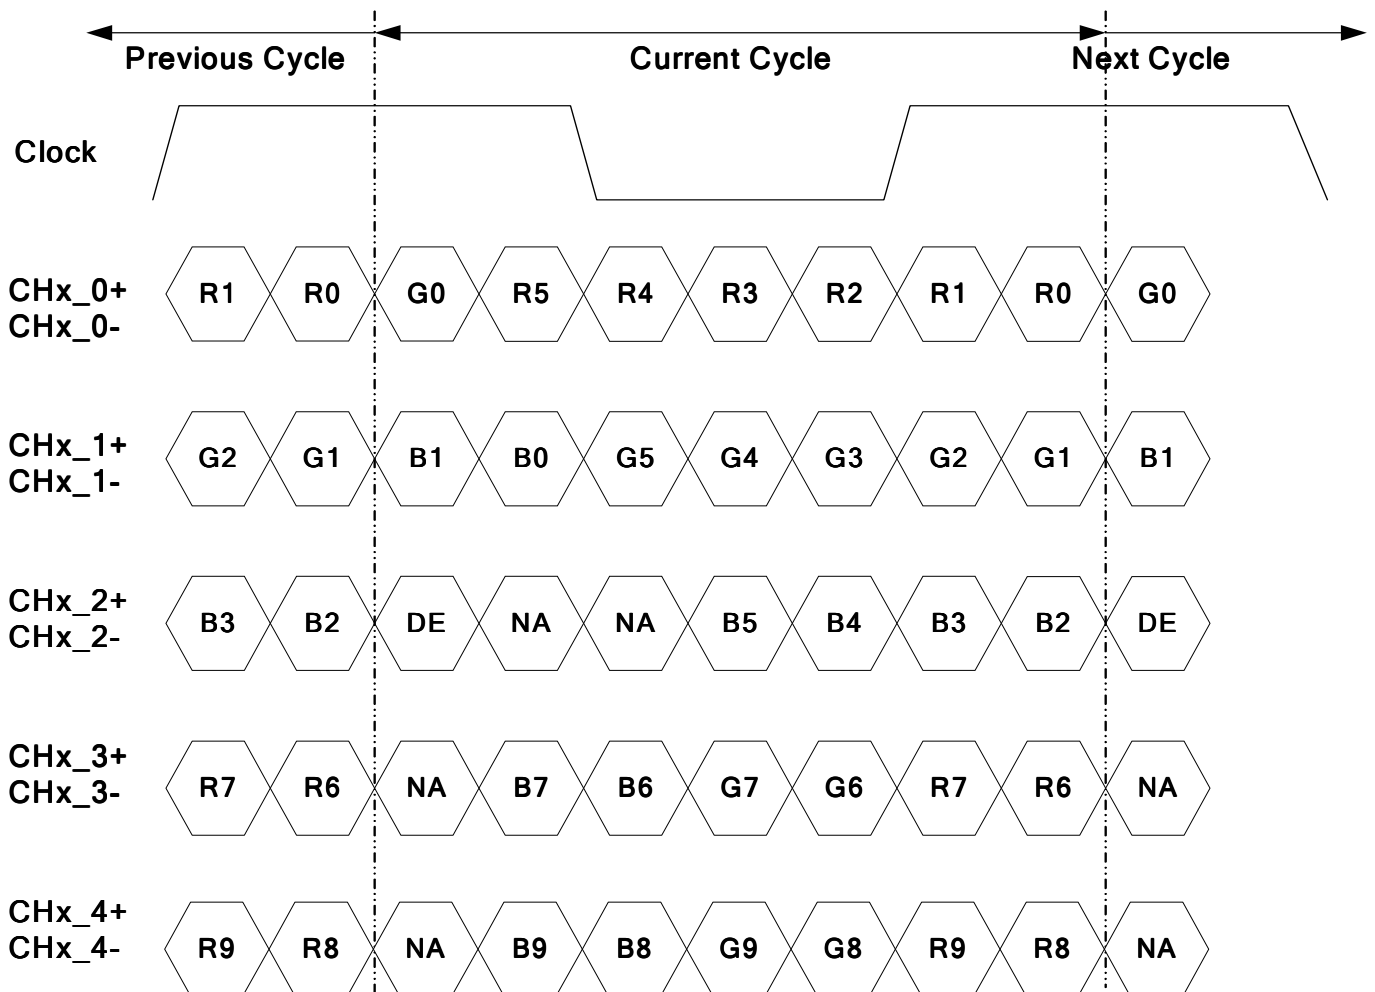 Previous Cycle Current Cycle Next Cycle
Clock
CHx_0+
CHx_0-
R1 R0 G0 R5 R4 R3 R2 R1 R0 G0
CHx_1+
CHx_1-
G2 G1 B1 B0 G5 G4 G3 G2 G1 B1
CHx_2+
CHx_2-
B3 B2 DE NA NA B5 B4 B3 B2 DE
CHx_3+
CHx_3-
R7 R6 NA B7 B6 G7 G6 R7 R6 NA
CHx_4+
CHx_4-
R9 R8 NA B9 B8 G9 G8 R9 R8 NA